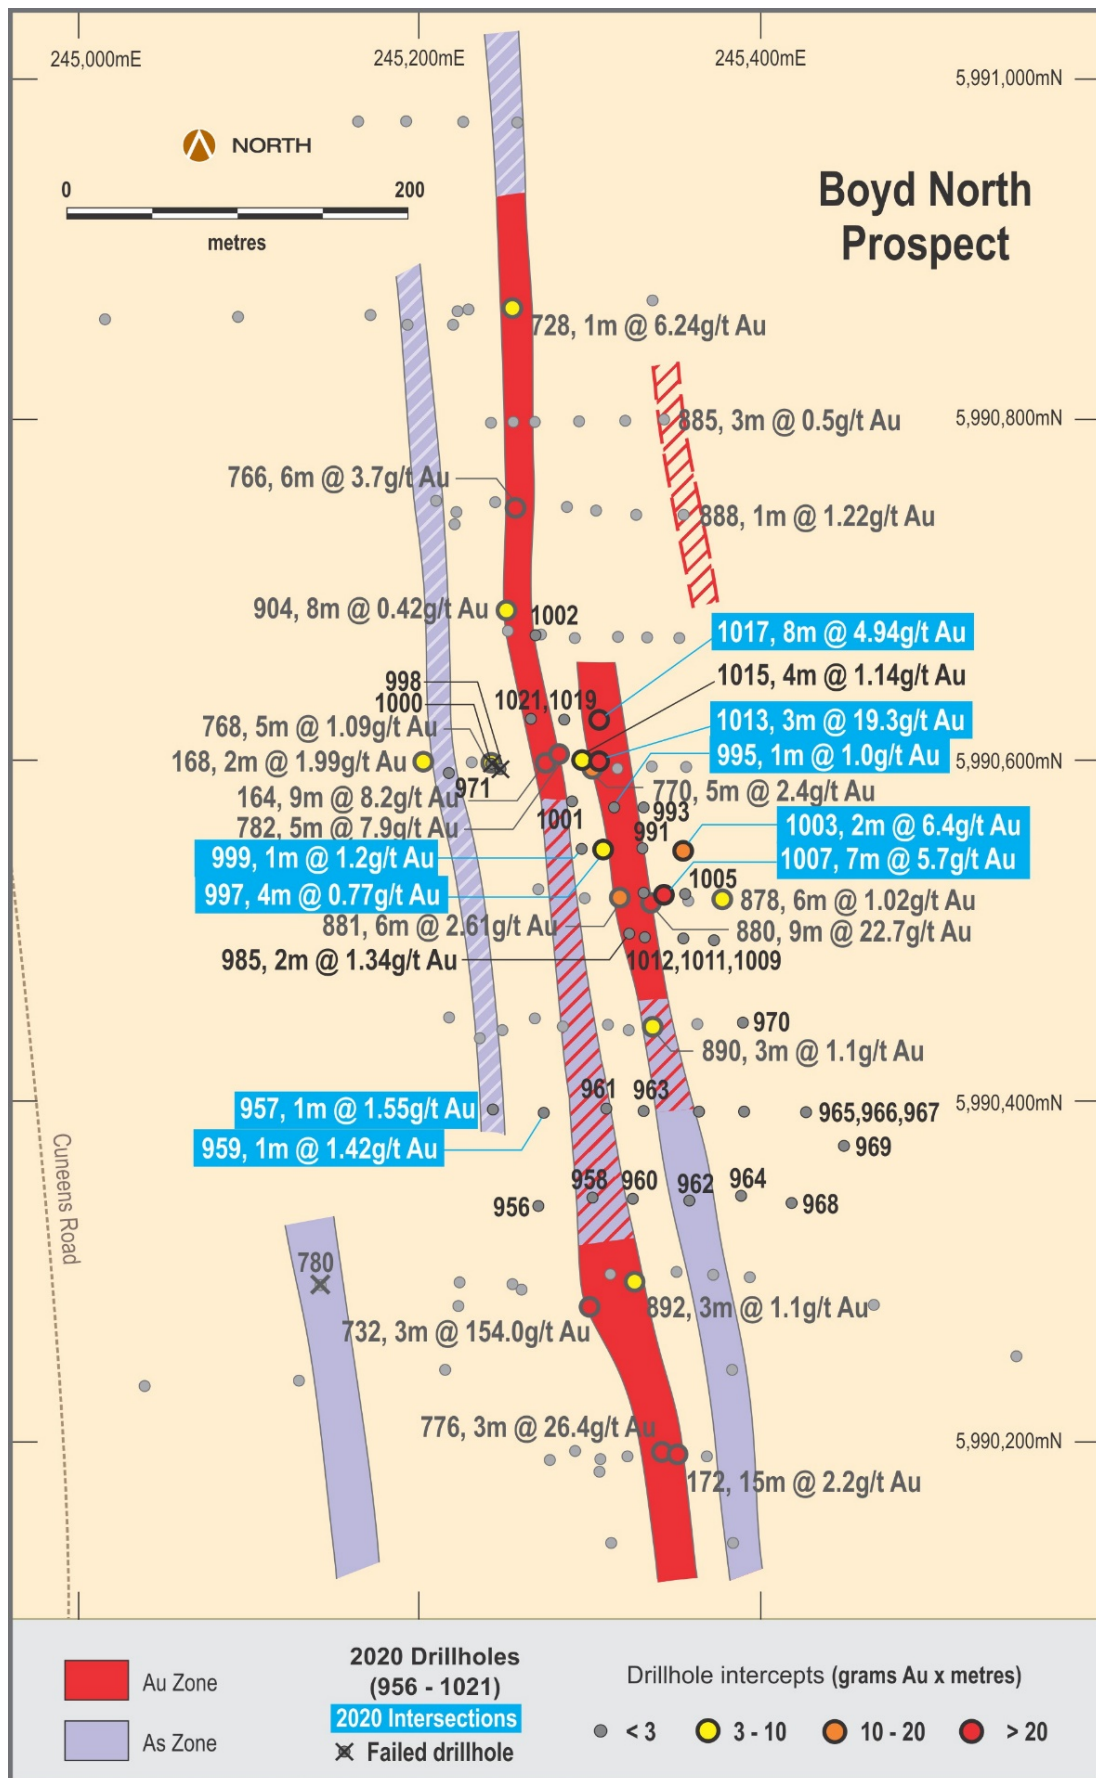 245,000mE
245,200mE
245,400mE
5,991,000mN
NORTH
0
200
metres
Boyd North
Prospect
728, 1m @ 6.24g/t Au
5,990,800mN
885, 3m @ 0.5g/t Au
766, 6m @ 3.7g/t Au
888, 1m @ 1.22g/t Au
904, 8m @ 0.42g/t Au
1002
1017, 8m @ 4.94g/t Au
1015, 4m @ 1.14g/t Au
998
1000
1021,1019
1013, 3m @ 19.3g/t Au
768, 5m @ 1.09g/t Au
995, 1m @ 1.0g/t Au
168, 2m @ 1.99g/t Au
5,990,600mN
971
164, 9m @ 8.2g/t Au
770, 5m @ 2.4g/t Au
782, 5m @ 7.9g/t Au
1001
993
991
1003, 2m @ 6.4g/t Au
999, 1m @ 1.2g/t Au
1007, 7m @ 5.7g/t Au
997, 4m @ 0.77g/t Au
1005
878, 6m @ 1.02g/t Au
881, 6m @ 2.61g/t Au
880, 9m @ 22.7g/t Au
985, 2m @ 1.34g/t Au
1012,1011,1009
970
890, 3m @ 1.1g/t Au
957, 1m @ 1.55g/t Au
961
963
965,966,967
5,990,400mN
959, 1m @ 1.42g/t Au
969
Cuneens Road
956
958
960
962
964
968
780
892, 3m @ 1.1g/t Au
732, 3m @ 154.0g/t Au
776, 3m @ 26.4g/t Au
5,990,200mN
172, 15m @ 2.2g/t Au
Au Zone
As Zone
2020 Drillholes
(956 - 1021)
2020 Intersections
Failed drillhole
Drillhole intercepts (grams Au x metres)
< 3
3 - 10
10 - 20
> 20